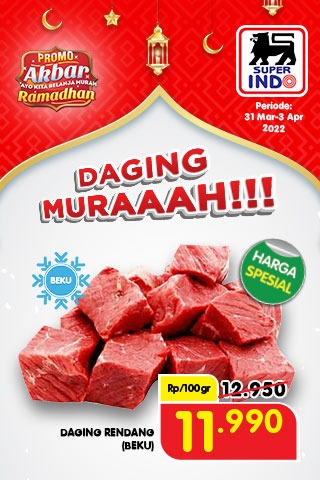 PROMO
Akbar
AYO KITA BELANJA MURAH
Ramadhan
SUPER
INDO
Periode:
31 Mar-3 Apr
2022
DAGING
MURAAAH!!!
BEKU
HARGA
SPESIAL
Rp/100gr
12.950
11.990
DAGING RENDANG
(BEKU)